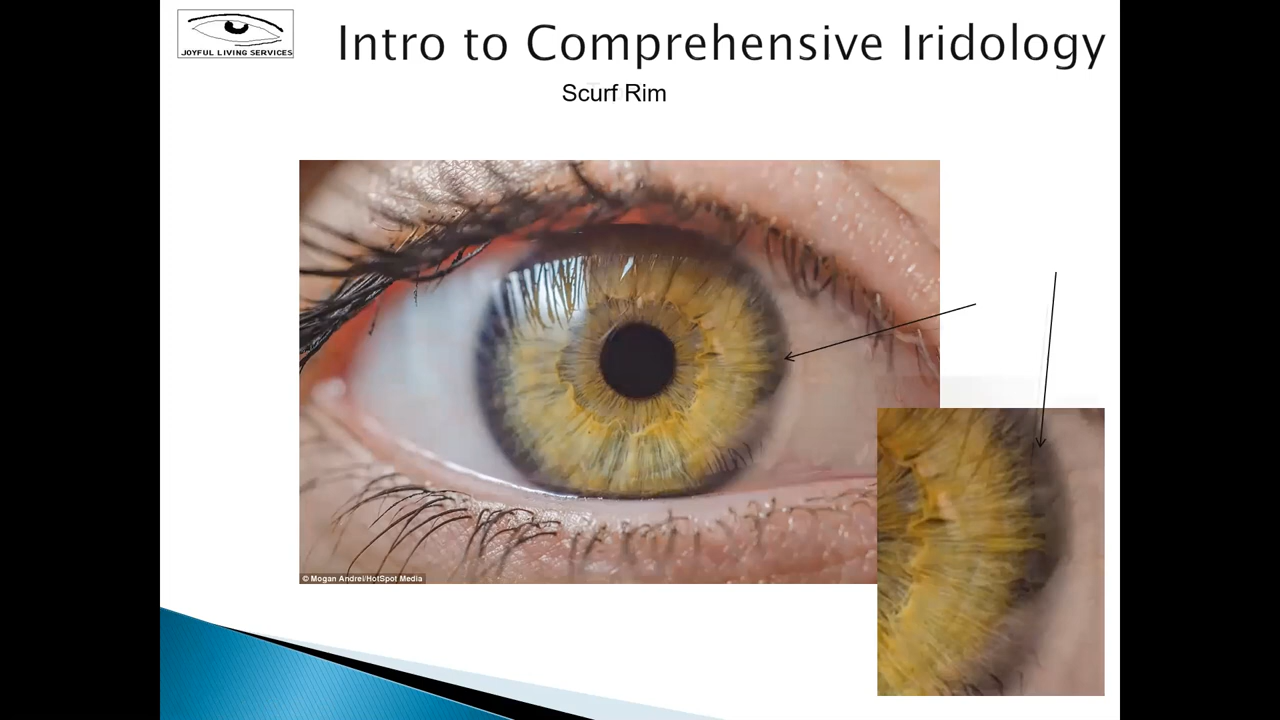 JOYFUL LIVING SERVICES
Intro to Comprehensive Iridology
Scurf Rim
© Mogan Andrei/HotSpot Media